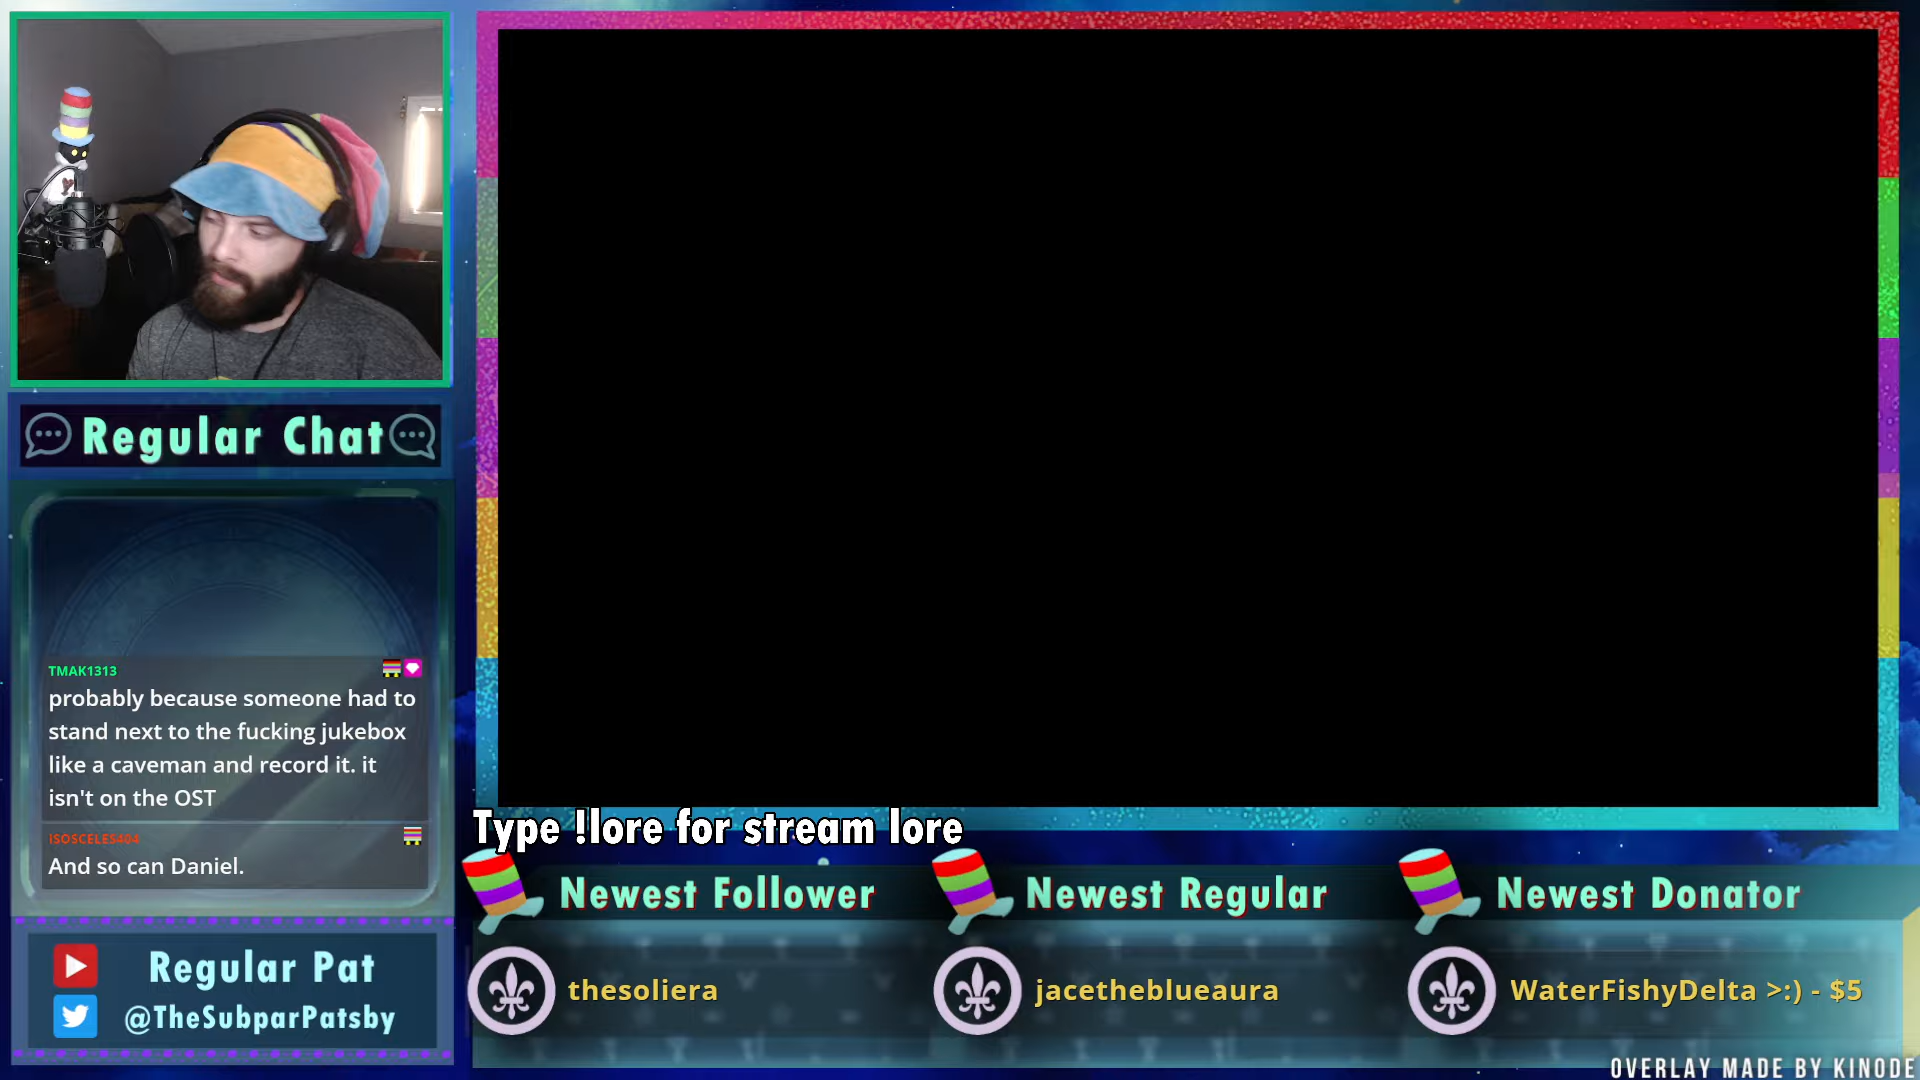 Regular Chat
TMAK1313
probably because someone had to
stand next to the fucking jukebox
like a caveman and record it. it
isn't on the OST
ISOSCELES404
And so can Daniel.
Regular Pat
@TheSubparPatsby
Type !lore for stream lore
Newest Follower
thesoliera
Newest Regular
jacetheblueaura
Newest Donator
WaterFishyDelta >:) - $5
OVERLAY MADE BY KINODE